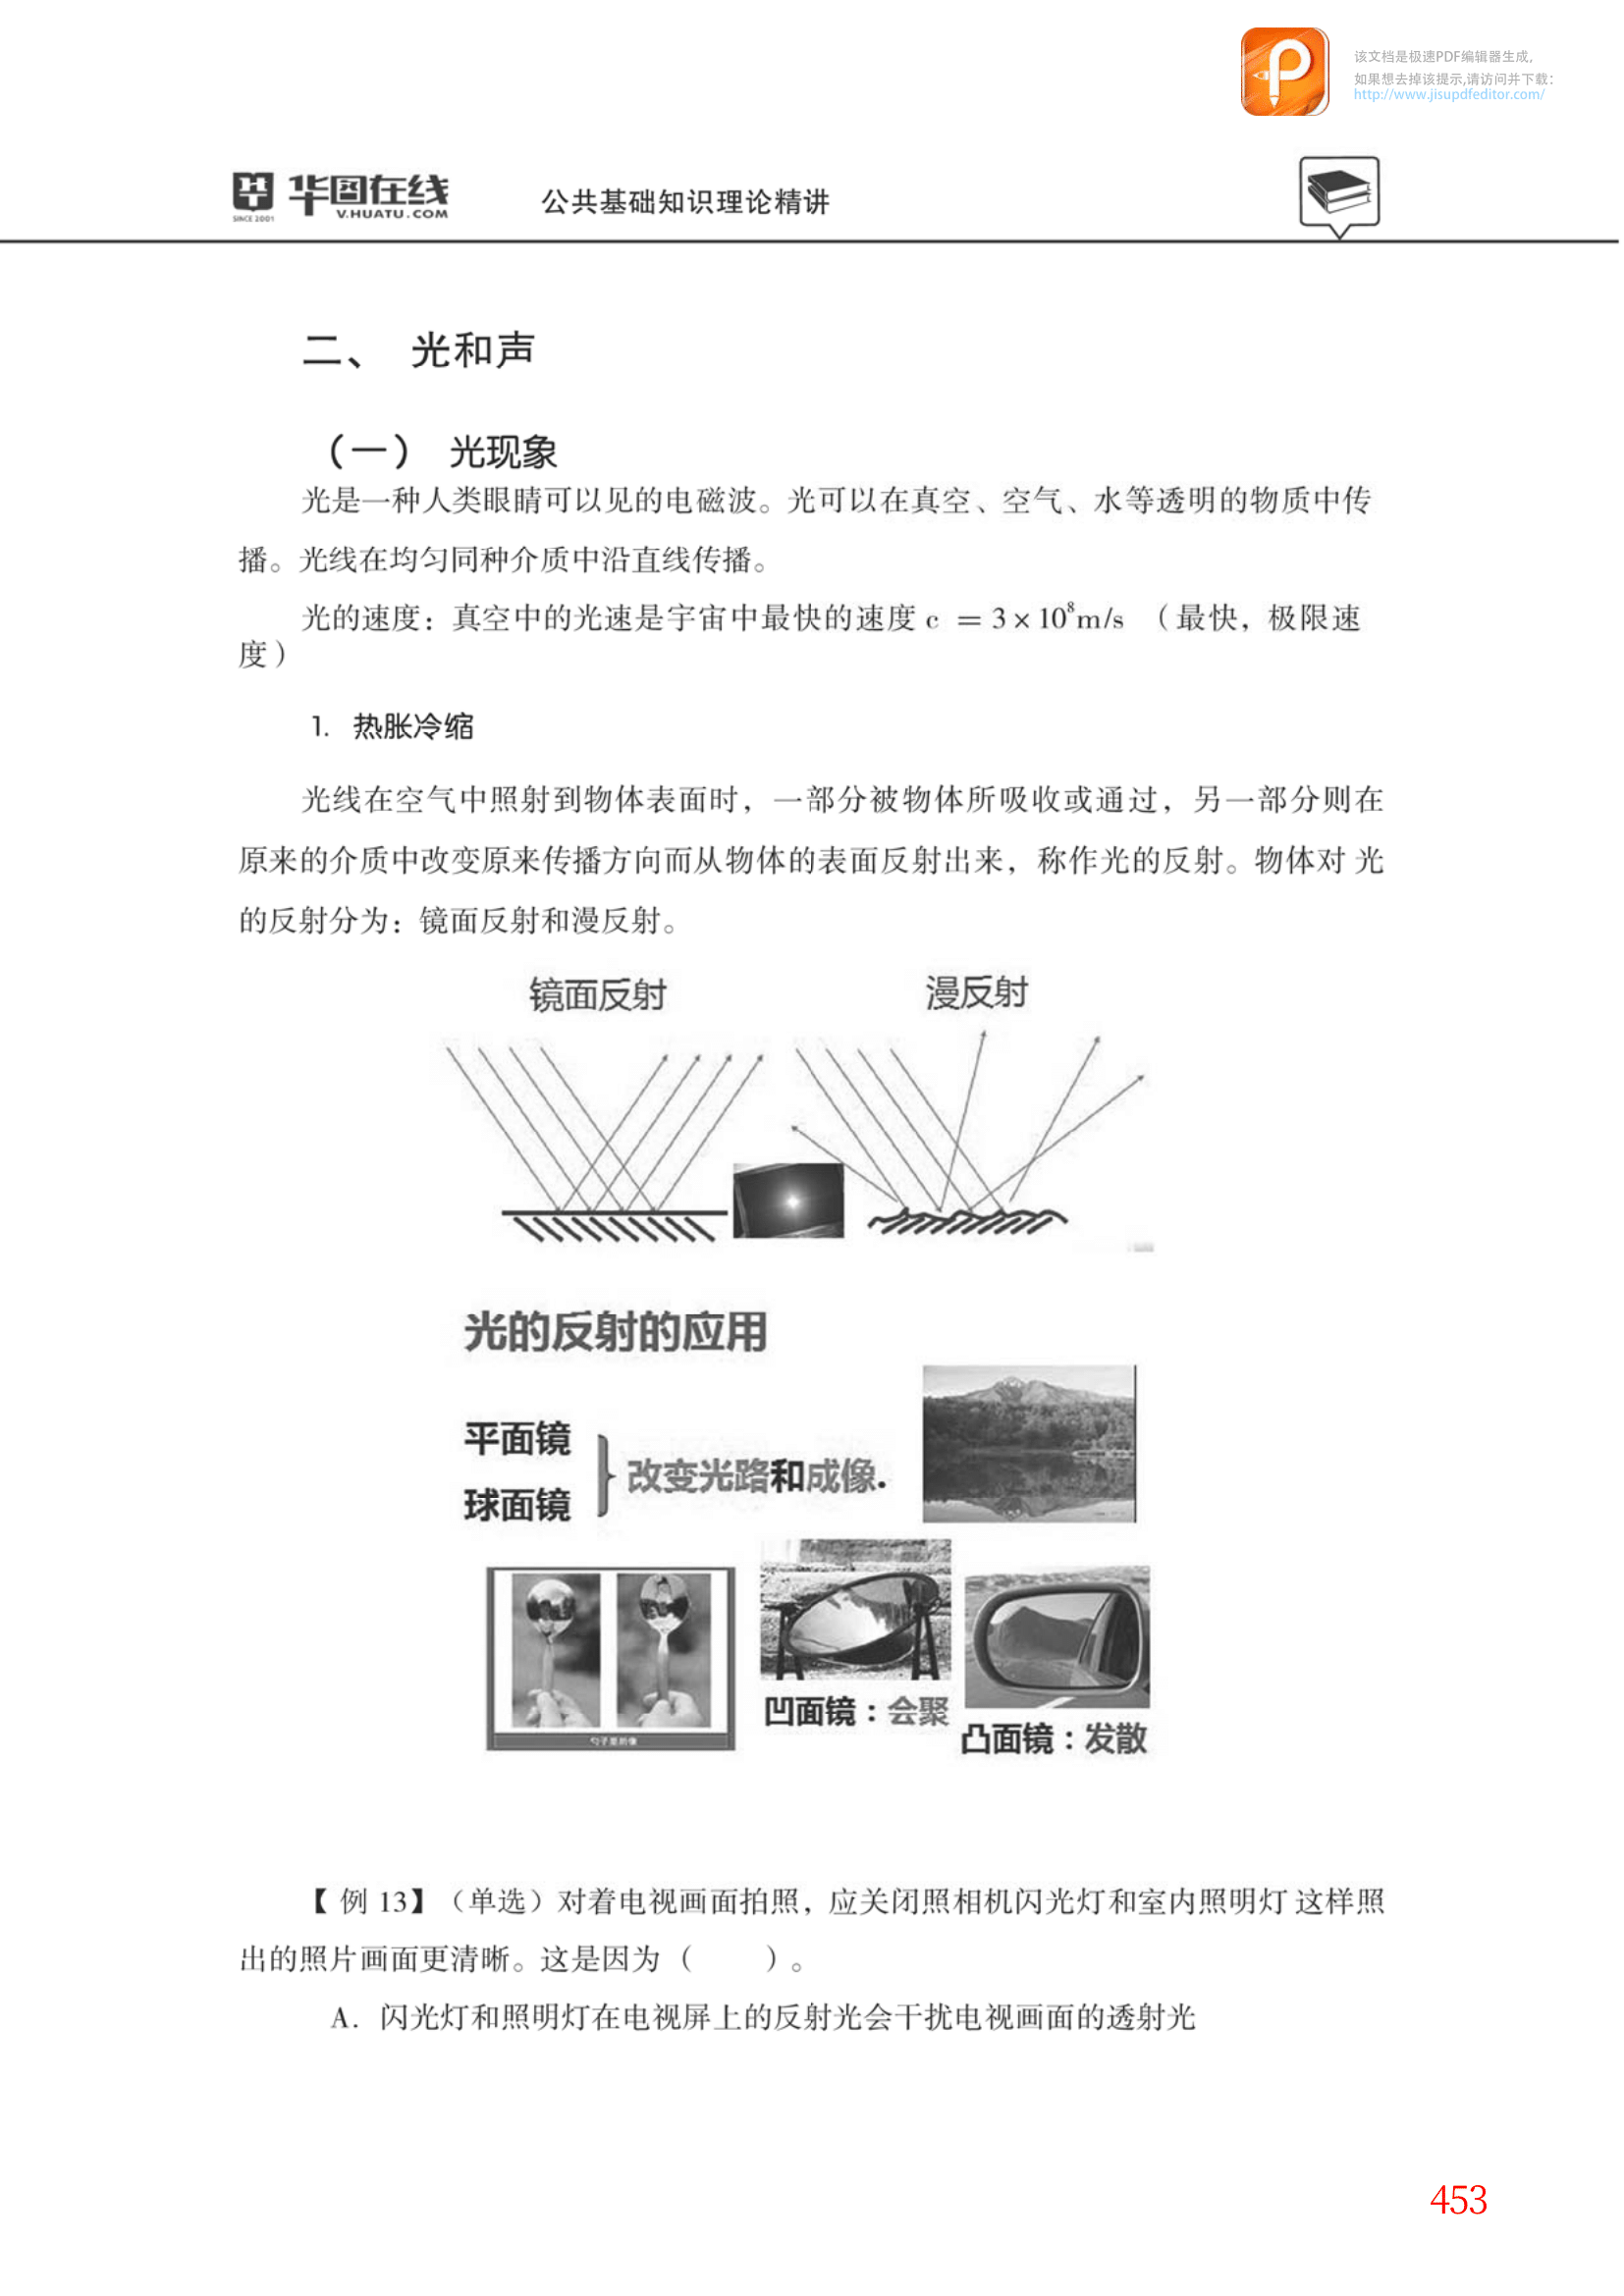 该文档是极速PDF编辑器生成,
如果想去掉该提示,请访问并下载:
http://www.jisupdfeditor.com/
华图在线
SINCE 2001
V.HUATU.COM
公共基础知识理论精讲
二、 光和声
（一） 光现象
光是一种人类眼睛可以见的电磁波。光可以在真空、空气、水等透明的物质中传
播。光线在均匀同种介质中沿直线传播。
光的速度：真空中的光速是宇宙中最快的速度 c = 3 × 10⁸m/s （最快，极限速
度）
1. 热胀冷缩
光线在空气中照射到物体表面时，一部分被物体所吸收或通过，另一部分则在
原来的介质中改变原来传播方向而从物体的表面反射出来，称作光的反射。物体对 光
的反射分为：镜面反射和漫反射。
镜面反射
漫反射
光的反射的应用
平面镜
球面镜
改变光路和成像.
勺子里的像
凹面镜：会聚
凸面镜：发散
【 例 13】（单选）对着电视画面拍照，应关闭照相机闪光灯和室内照明灯 这样照
出的照片画面更清晰。这是因为（ ）。
A. 闪光灯和照明灯在电视屏上的反射光会干扰电视画面的透射光
453